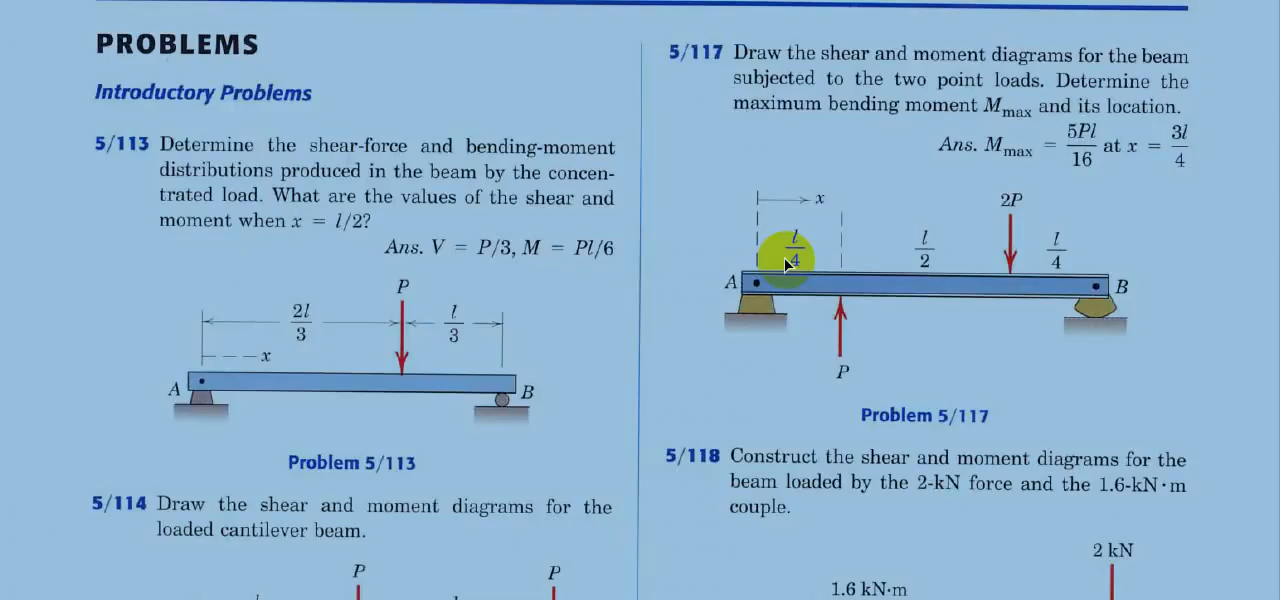 PROBLEMS
Introductory Problems
5/113 Determine the shear-force and bending-moment
distributions produced in the beam by the concen-
trated load. What are the values of the shear and
moment when x = l/2?
Ans. V = P/3, M = Pl/6
P
2l/3
l/3
x
A
B
Problem 5/113
5/114 Draw the shear and moment diagrams for the
loaded cantilever beam.
P
P
5/117 Draw the shear and moment diagrams for the beam
subjected to the two point loads. Determine the
maximum bending moment Mmax and its location.
Ans. Mmax = 5Pl/16 at x = 3l/4
x
2P
l/4
l/2
l/4
A
B
P
Problem 5/117
5/118 Construct the shear and moment diagrams for the
beam loaded by the 2-kN force and the 1.6-kN·m
couple.
2 kN
1.6 kN·m